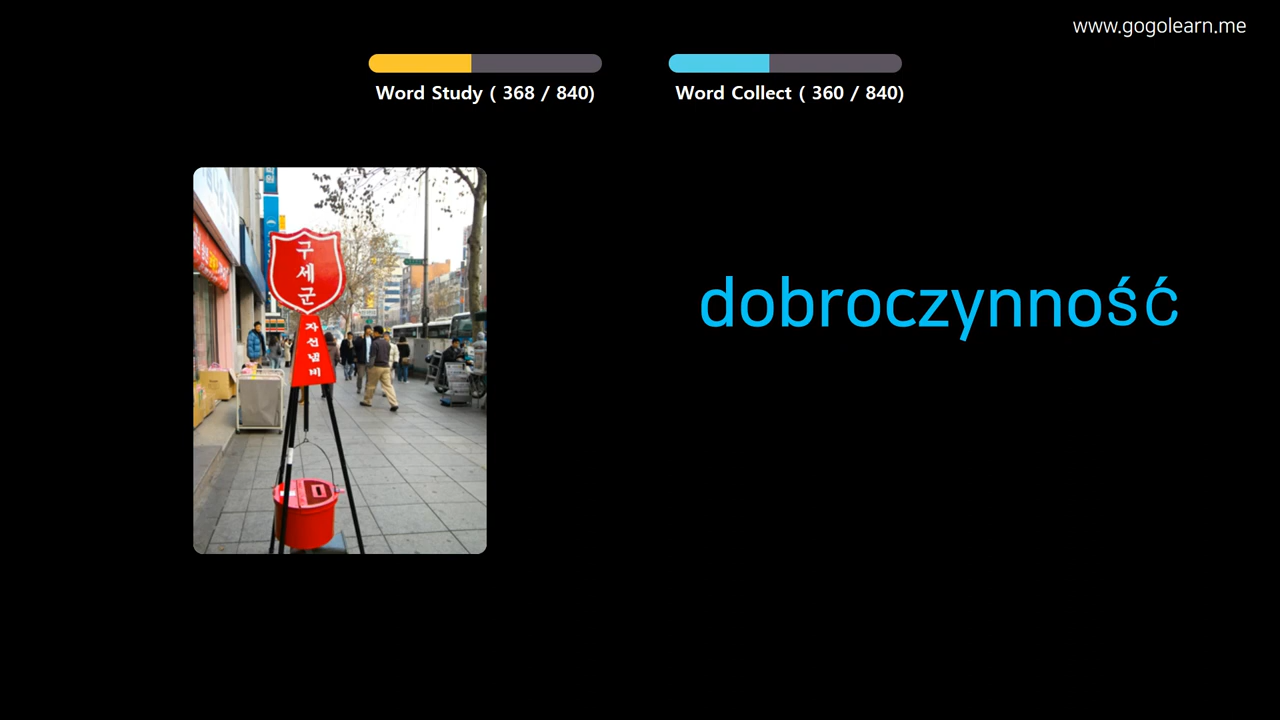 www.gogolearn.me
Word Study ( 368 / 840)
Word Collect ( 360 / 840)
구세군
자선냄비
dobroczynność